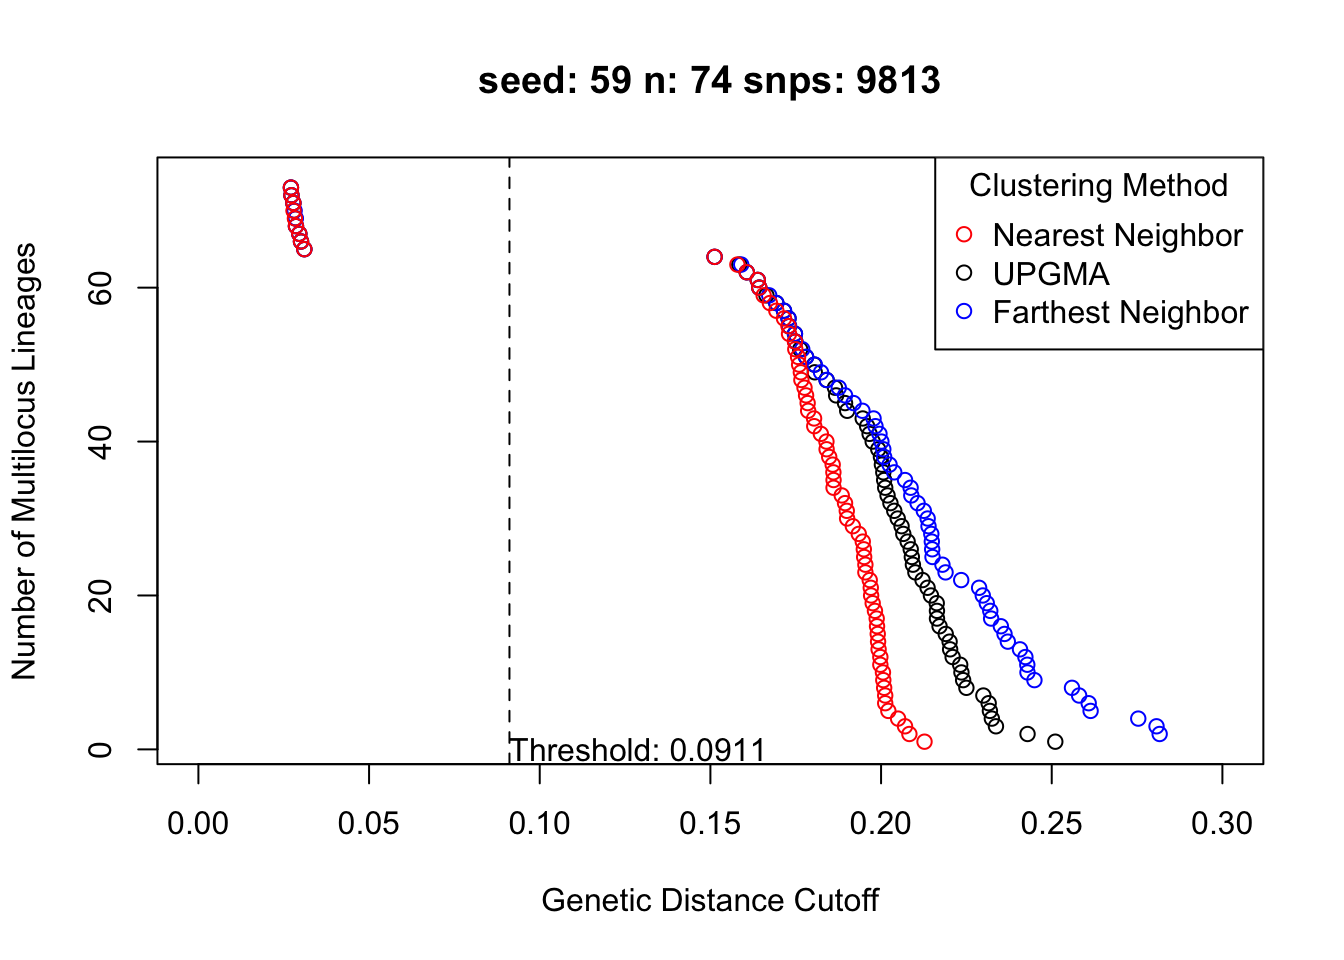 seed: 59 n: 74 snps: 9813
Clustering Method
Nearest Neighbor
UPGMA
Farthest Neighbor
Number of Multilocus Lineages
60
40
20
0
Threshold: 0.0911
0.00 0.05 0.10 0.15 0.20 0.25 0.30
Genetic Distance Cutoff